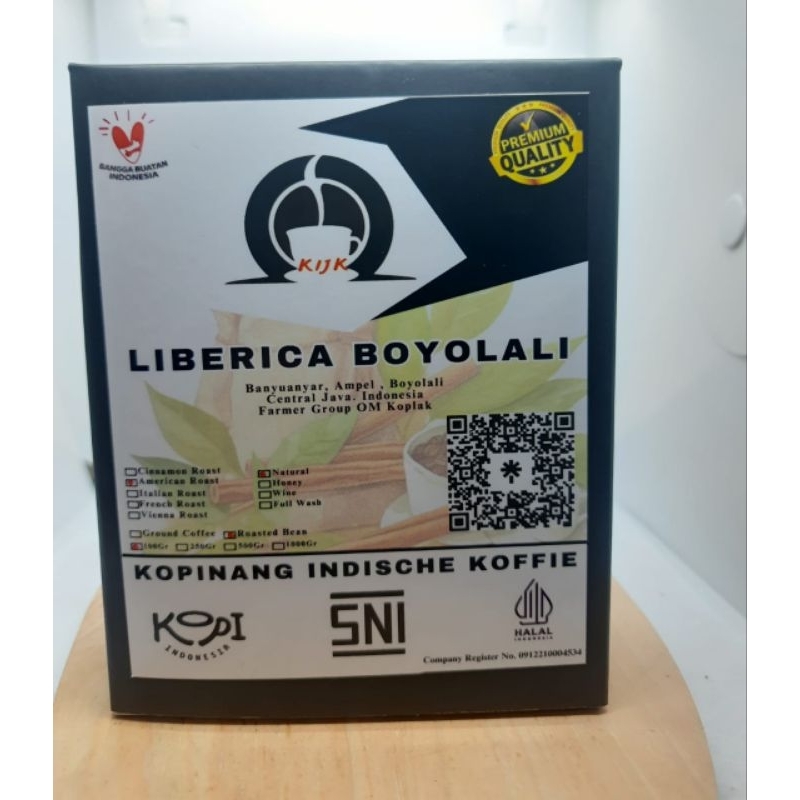 BANGGA BUATAN
INDONESIA
PREMIUM
QUALITY
KIJK
LIBERICA BOYOLALI
Banyuanyar, Ampel , Boyolali
Central Java. Indonesia
Farmer Group OM Koplak
Cinnamon Roast
American Roast
Italian Roast
French Roast
Vienna Roast
Natural
Honey
Wine
Full Wash
Ground Coffee Roasted Bean
100Gr 250Gr 500Gr 1000Gr
KOPINANG INDISCHE KOFFIE
KOPI
INDONESIA
SNI
HALAL
INDONESIA
Company Register No. 0912210004534